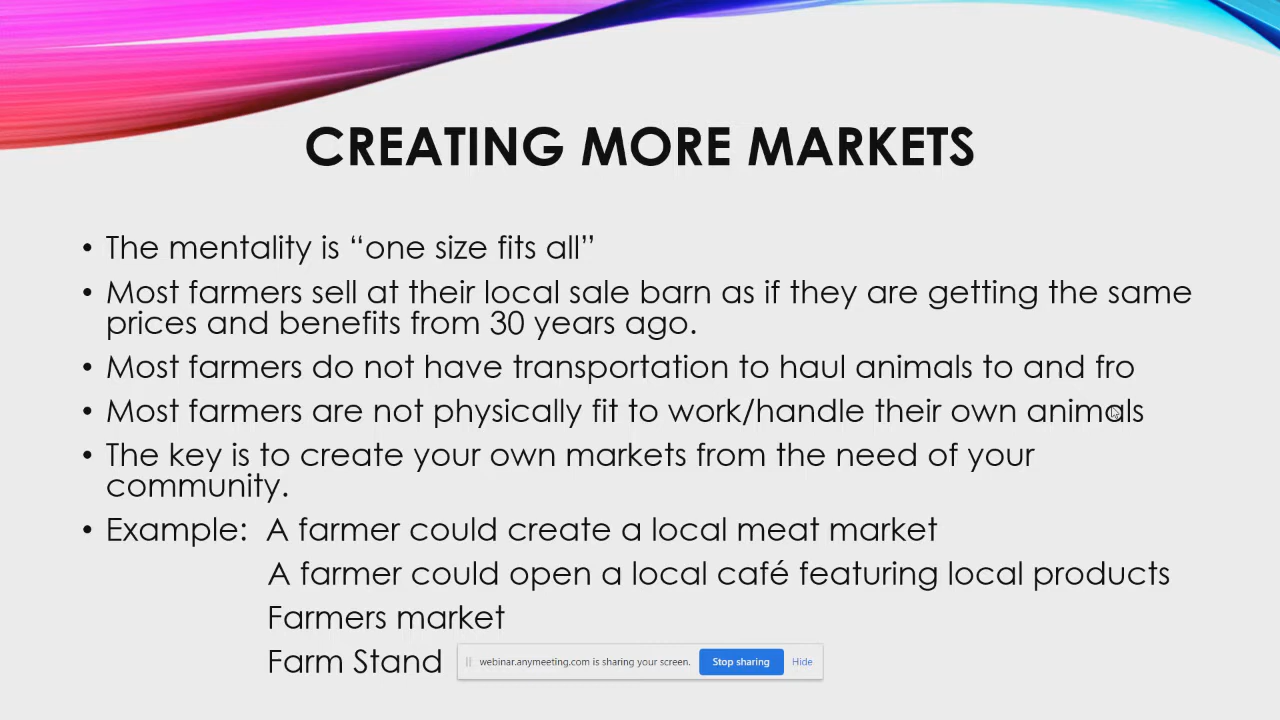 CREATING MORE MARKETS
• The mentality is “one size fits all”
• Most farmers sell at their local sale barn as if they are getting the same
prices and benefits from 30 years ago.
• Most farmers do not have transportation to haul animals to and fro
• Most farmers are not physically fit to work/handle their own animals
• The key is to create your own markets from the need of your
community.
• Example: A farmer could create a local meat market
A farmer could open a local café featuring local products
Farmers market
Farm Stand
webinar.anymeeting.com is sharing your screen. Stop sharing Hide